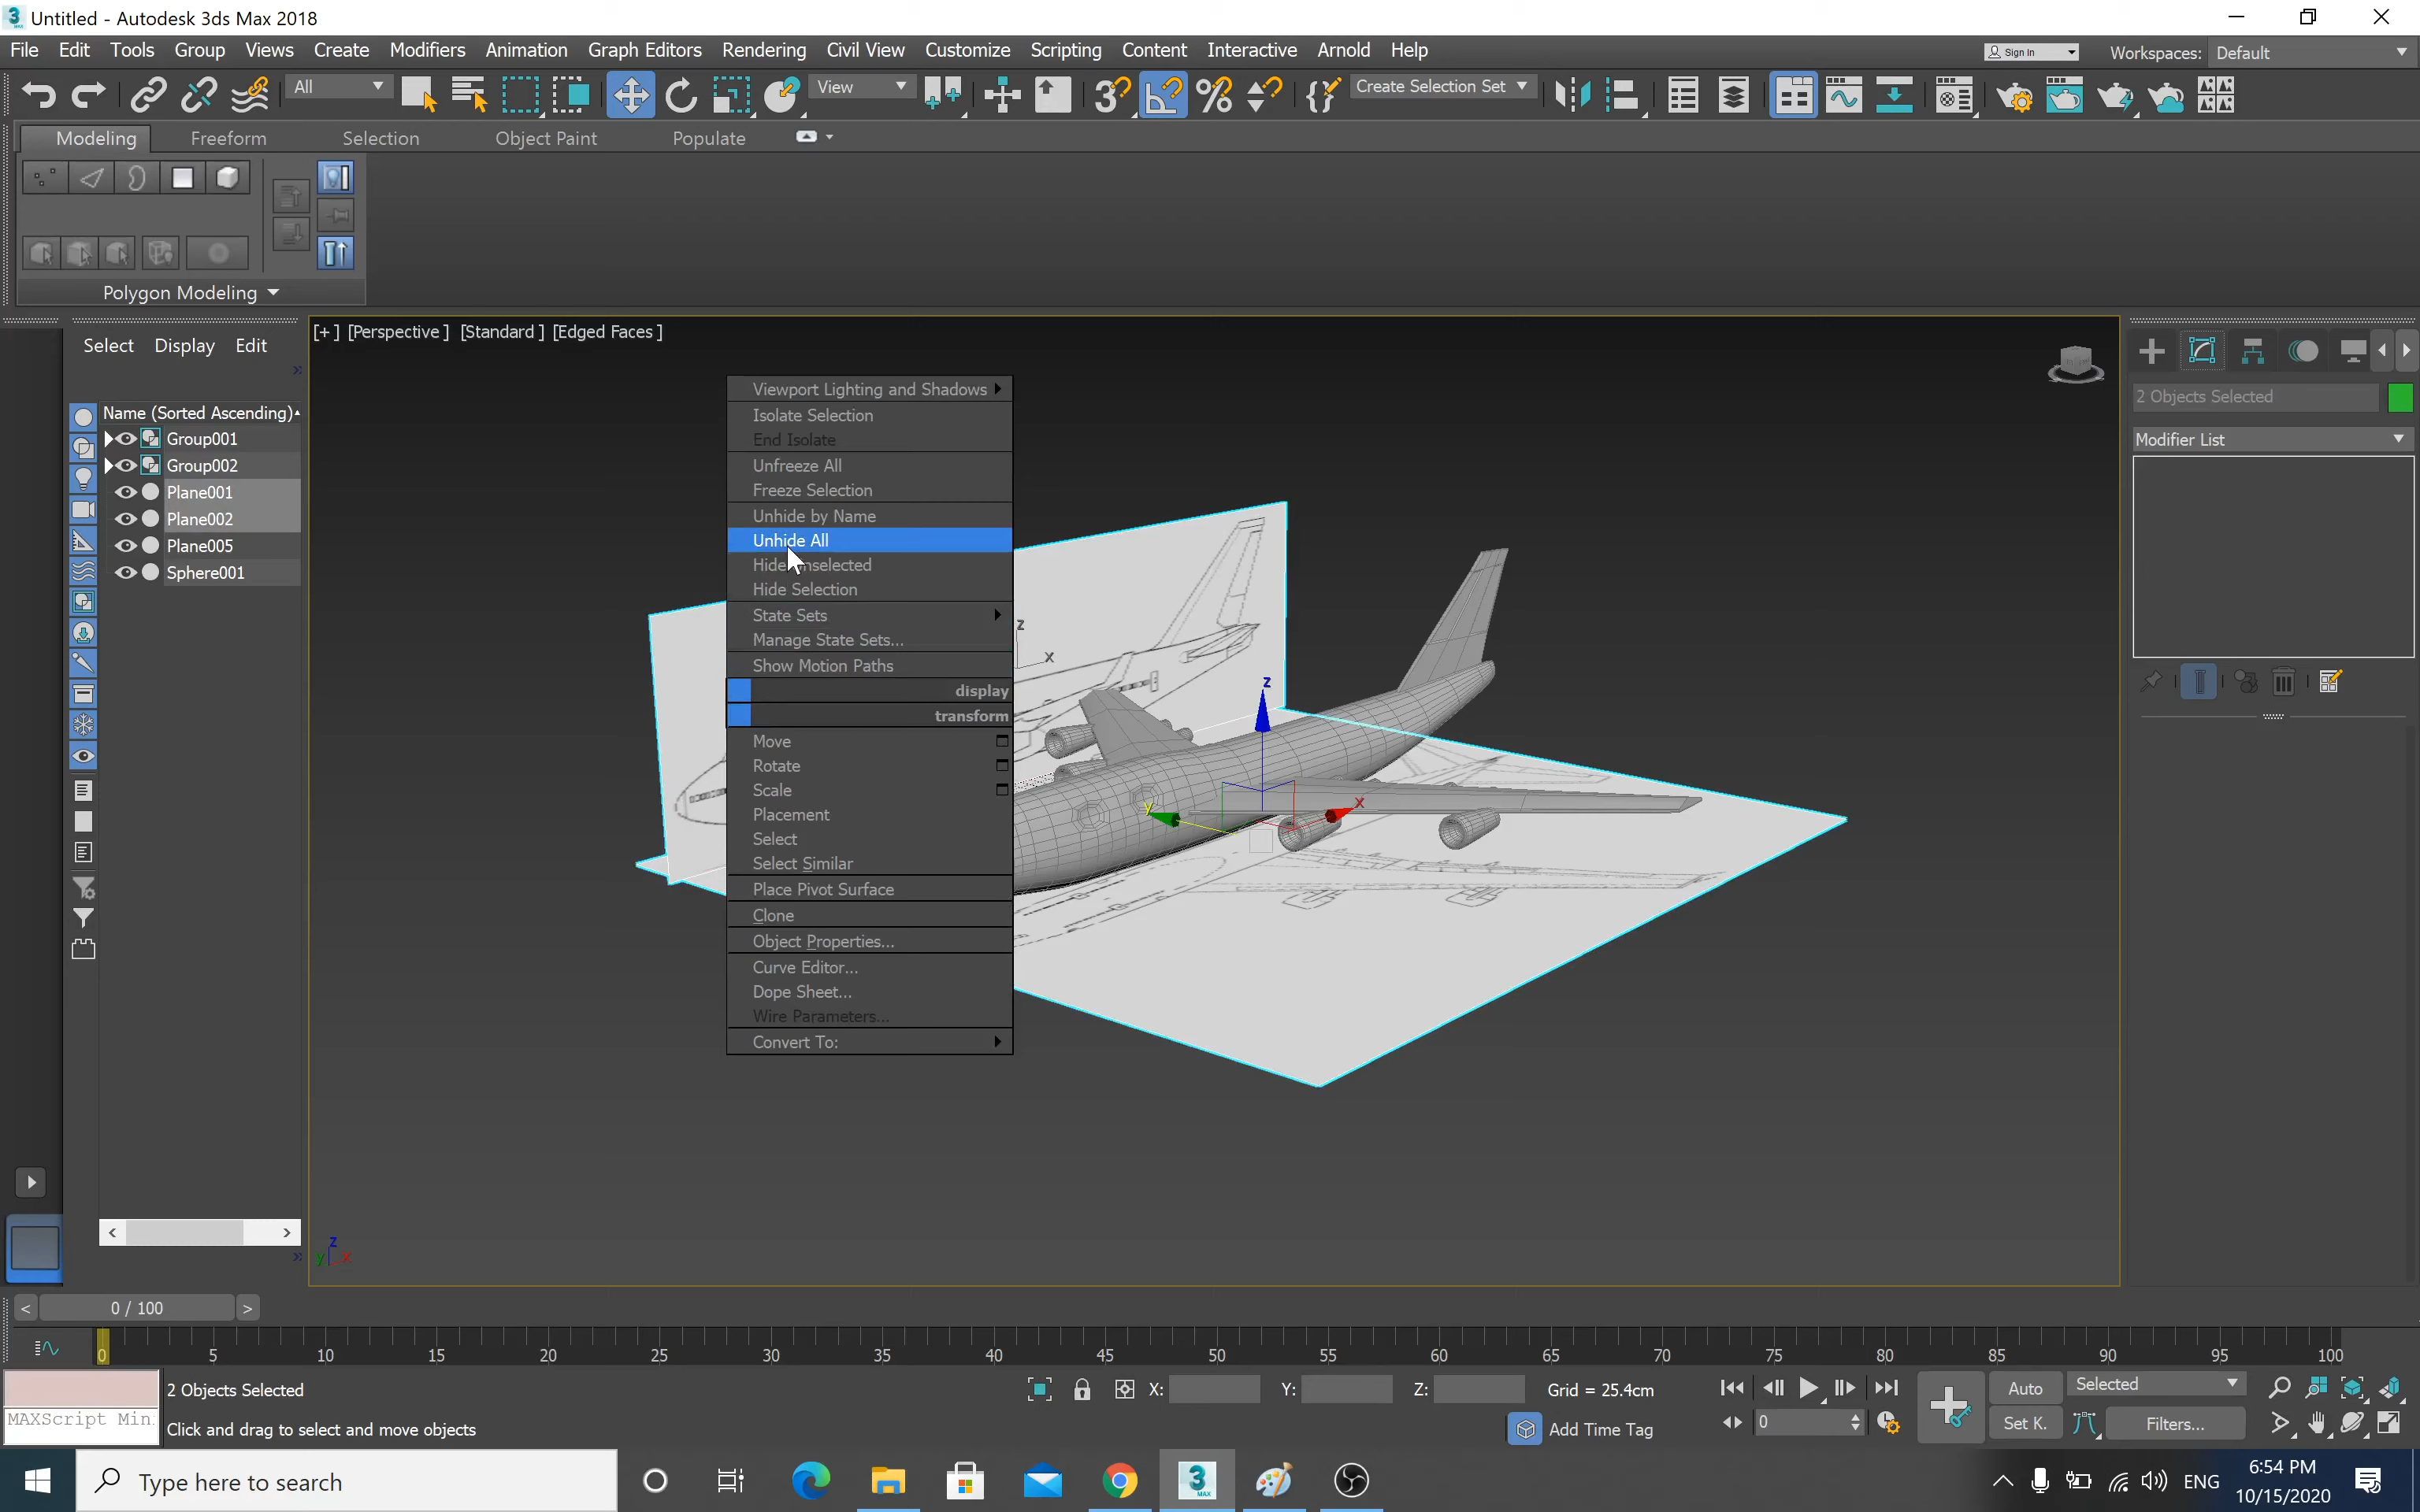 Untitled - Autodesk 3ds Max 2018
File Edit Tools Group Views Create Modifiers Animation Graph Editors Rendering Civil View Customize Scripting Content Interactive Arnold Help
Sign In
Workspaces: Default
All
View
Create Selection Set
Modeling Freeform Selection Object Paint Populate
Polygon Modeling
Select Display Edit
Name (Sorted Ascending)
Group001
Group002
Plane001
Plane002
Plane005
Sphere001
[+] [Perspective] [Standard] [Edged Faces]
Viewport Lighting and Shadows
Isolate Selection
End Isolate
Unfreeze All
Freeze Selection
Unhide by Name
Unhide All
Hide Unselected
Hide Selection
State Sets
Manage State Sets...
Show Motion Paths
display
transform
Move
Rotate
Scale
Placement
Select
Select Similar
Place Pivot Surface
Clone
Object Properties...
Curve Editor...
Dope Sheet...
Wire Parameters...
Convert To:
z
x
z
y
x
z
y
x
2 Objects Selected
Modifier List
< 0 / 100 >
0 5 10 15 20 25 30 35 40 45 50 55 60 65 70 75 80 85 90 95 100
2 Objects Selected
X: Y: Z: Grid = 25.4cm
Auto Selected
MAXScript Min
Click and drag to select and move objects
Add Time Tag
0
Set K. Filters...
Type here to search
3
MAX
ENG
6:54 PM
10/15/2020